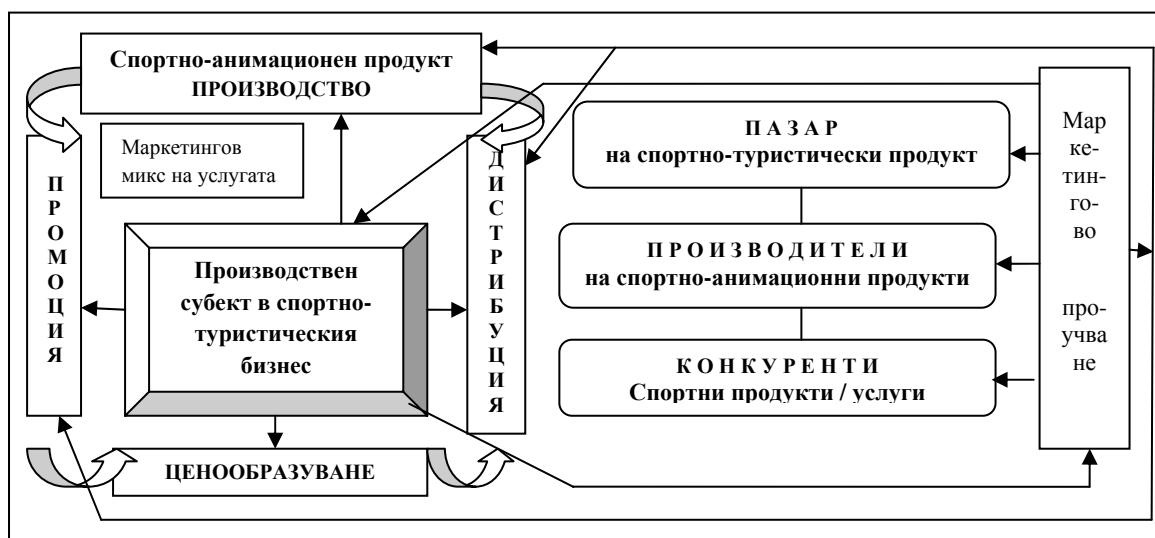 Спортно-анимационен продукт
ПРОИЗВОДСТВО
Маркетингов
микс на услугата
П
Р
О
М
О
Ц
И
Я
Производствен
субект в спортно-
туристическия
бизнес
Д
И
С
Т
Р
И
Б
У
Ц
И
Я
ЦЕНООБРАЗУВАНЕ
П А З А Р
на спортно-туристически продукт
П Р О И З В О Д И Т Е Л И
на спортно-анимационни продукти
К О Н К У Р Е Н Т И
Спортни продукти / услуги
Мар
ке-
тин-
го-
во
про-
учва
не